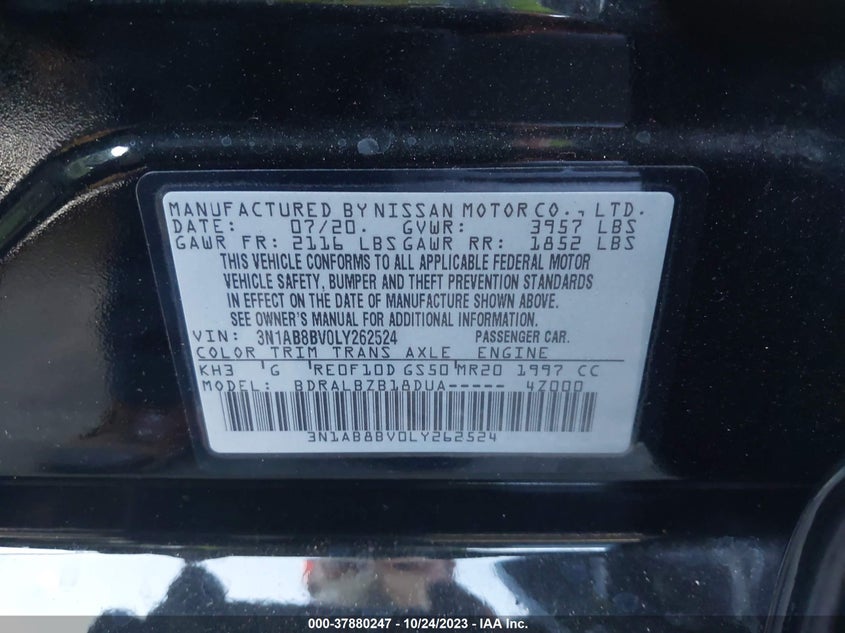 MANUFACTURED BY NISSAN MOTOR CO., LTD.
DATE: 07/20. GVWR: 3957 LBS
GAWR FR: 2116 LBS GAWR RR: 1852 LBS
THIS VEHICLE CONFORMS TO ALL APPLICABLE FEDERAL MOTOR
VEHICLE SAFETY, BUMPER AND THEFT PREVENTION STANDARDS
IN EFFECT ON THE DATE OF MANUFACTURE SHOWN ABOVE.
SEE OWNER'S MANUAL FOR ADDITIONAL INFORMATION.
VIN: 3N1AB8BV0LY262524 PASSENGER CAR.
COLOR TRIM TRANS AXLE ENGINE
KH3 G RE0F10D GS50 MR20 1997 CC
MODEL: BDRALBZB18DUA----- 4Z000
3N1AB8BV0LY262524
000-37880247 - 10/24/2023 - IAA Inc.